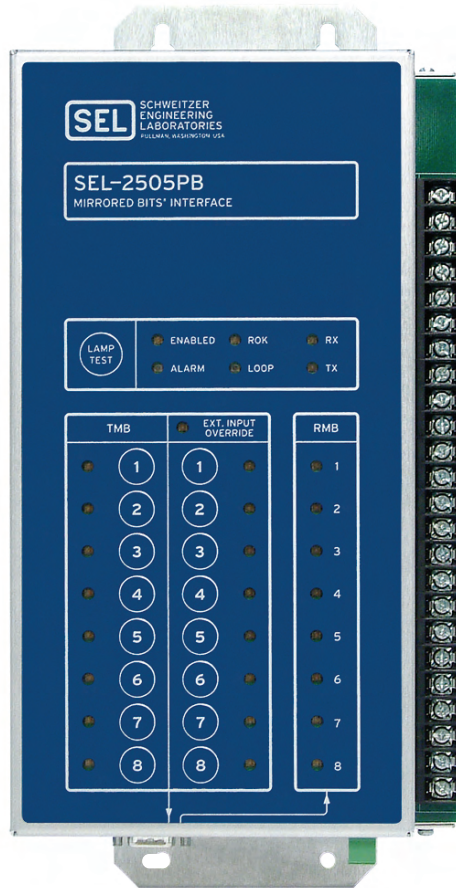 SEL
SCHWEITZER
ENGINEERING
LABORATORIES
PULLMAN, WASHINGTON USA
SEL-2505PB
MIRRORED BITS® INTERFACE
LAMP
TEST
ENABLED ROK RX
ALARM LOOP TX
TMB
EXT. INPUT
OVERRIDE
RMB
1 1 1
2 2 2
3 3 3
4 4 4
5 5 5
6 6 6
7 7 7
8 8 8